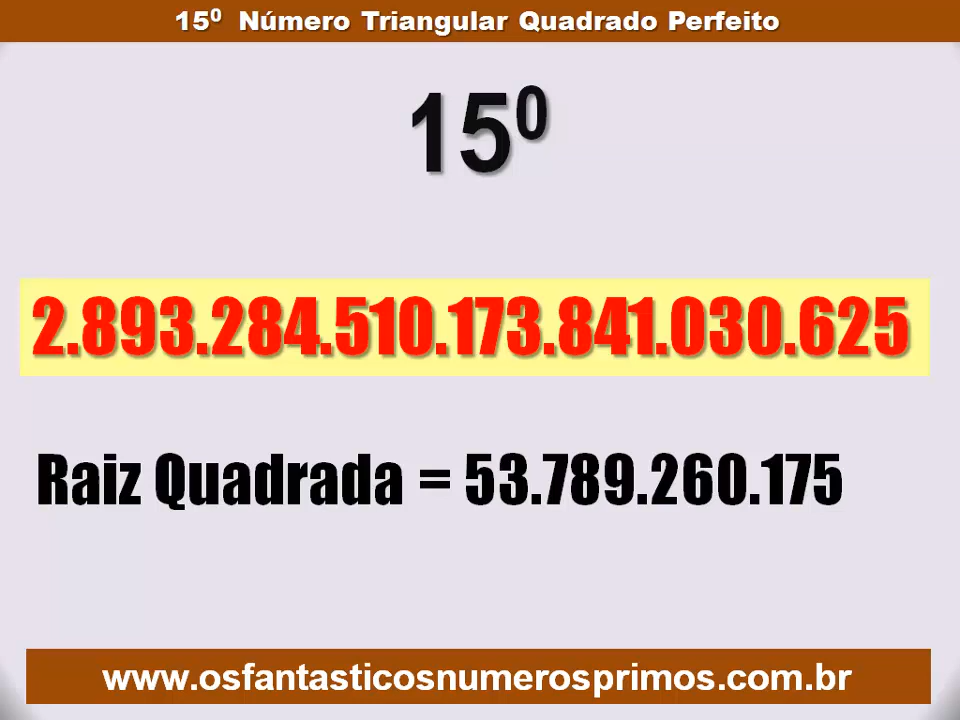 15⁰ Número Triangular Quadrado Perfeito
15⁰
2.893.284.510.173.841.030.625
Raiz Quadrada = 53.789.260.175
www.osfantasticosnumerosprimos.com.br